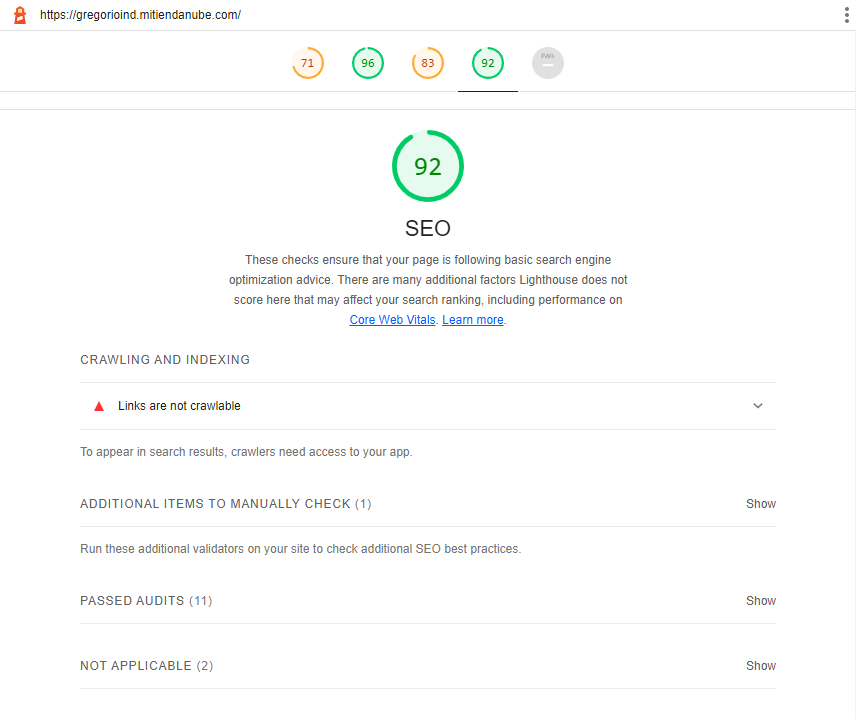 https://gregorioind.mitiendanube.com/
71 96 83 92 PWA
92
SEO
These checks ensure that your page is following basic search engine
optimization advice. There are many additional factors Lighthouse does not
score here that may affect your search ranking, including performance on
Core Web Vitals. Learn more.
CRAWLING AND INDEXING
Links are not crawlable
To appear in search results, crawlers need access to your app.
ADDITIONAL ITEMS TO MANUALLY CHECK (1) Show
Run these additional validators on your site to check additional SEO best practices.
PASSED AUDITS (11) Show
NOT APPLICABLE (2) Show